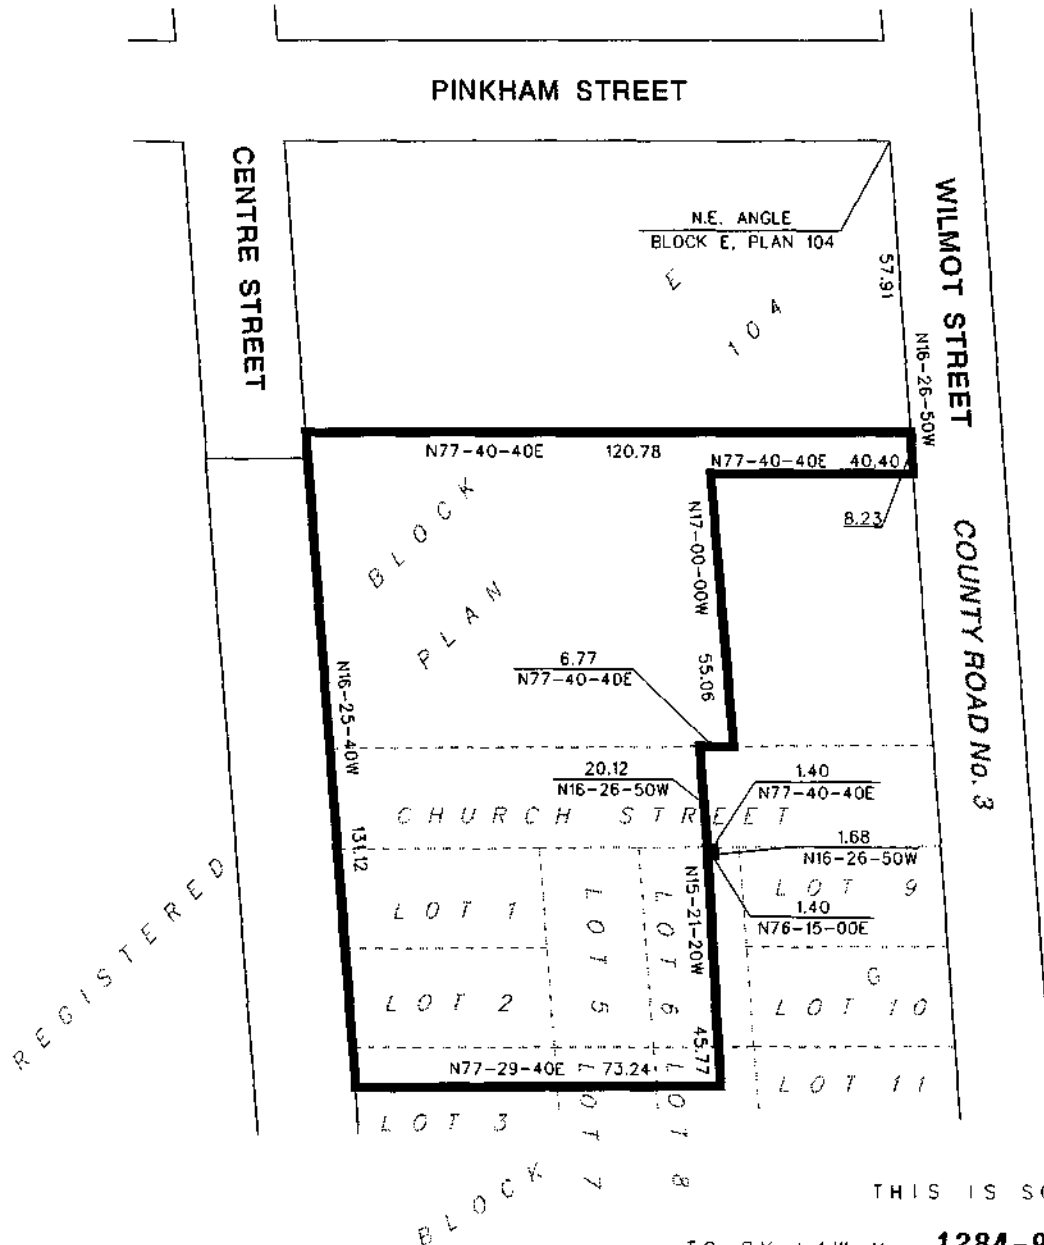 PINKHAM STREET
CENTRE STREET
WILMOT STREET
N.E. ANGLE
BLOCK E, PLAN 104
57.91
E
104
N16-26-50W
N77-40-40E 120.78
N77-40-40E 40.40
8.23
BLOCK
PLAN
N17-00-00W
55.06
COUNTY ROAD No. 3
6.77
N77-40-40E
N16-25-40W
131.12
20.12
N16-26-50W
1.40
N77-40-40E
CHURCH STREET
1.68
N16-26-50W
REGISTERED
LOT 1
LOT 5
LOT 6
N15-21-20W
45.77
LOT 9
1.40
N76-15-00E
G
LOT 2
LOT 10
N77-29-40E 73.24
LOT 11
LOT 3
LOT 7
LOT 8
BLOCK
THIS IS
1284-9